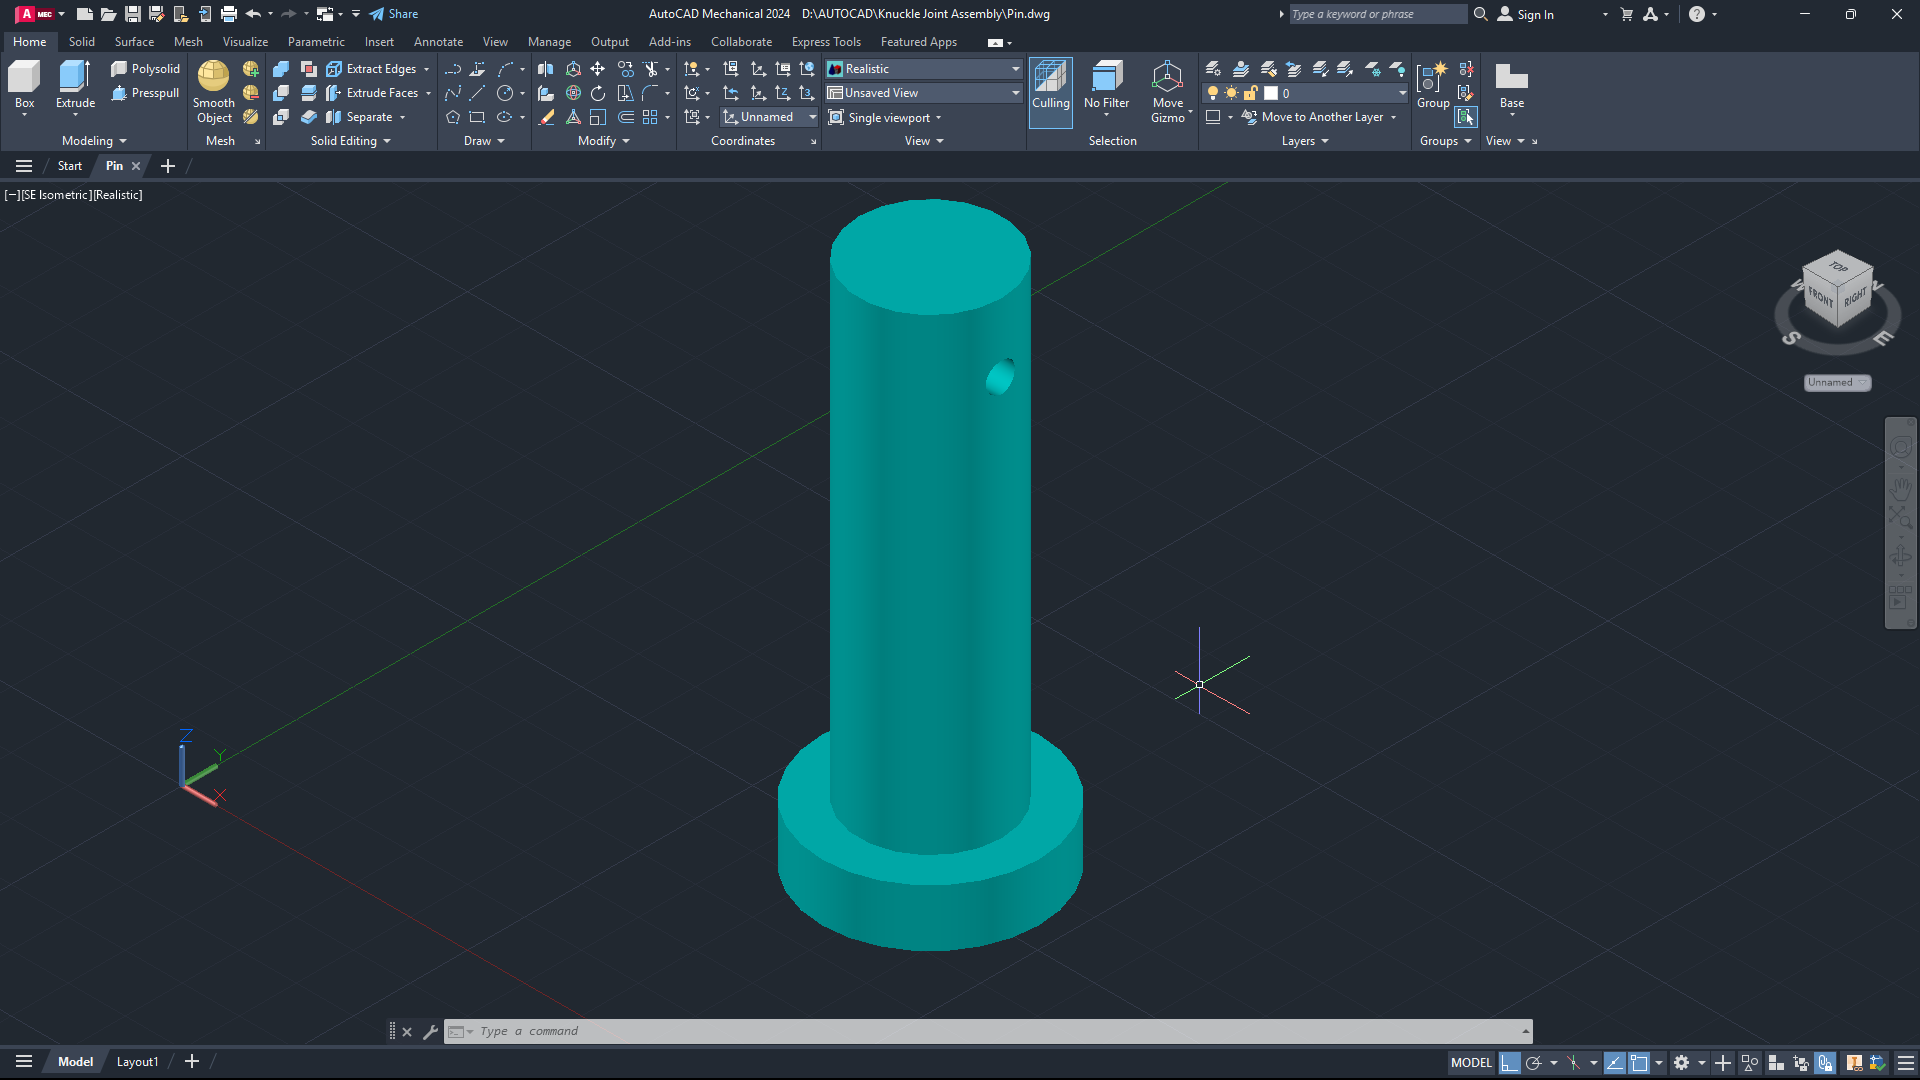 A MEC Share AutoCAD Mechanical 2024 D:\AUTOCAD\Knuckle Joint Assembly\Pin.dwg Type a keyword or phrase Sign In
Home Solid Surface Mesh Visualize Parametric Insert Annotate View Manage Output Add-ins Collaborate Express Tools Featured Apps
Polysolid Extract Edges Realistic
Presspull Extrude Faces Unsaved View 0
Box Extrude Smooth Object Separate Unnamed Single viewport Culling No Filter Move Gizmo Move to Another Layer Group Base
Modeling Mesh Solid Editing Draw Modify Coordinates View Selection Layers Groups View
Start Pin
[−][SE Isometric][Realistic]
TOP
FRONT RIGHT
W N
S E
Unnamed
Z
Y
X
Type a command
Model Layout1 MODEL